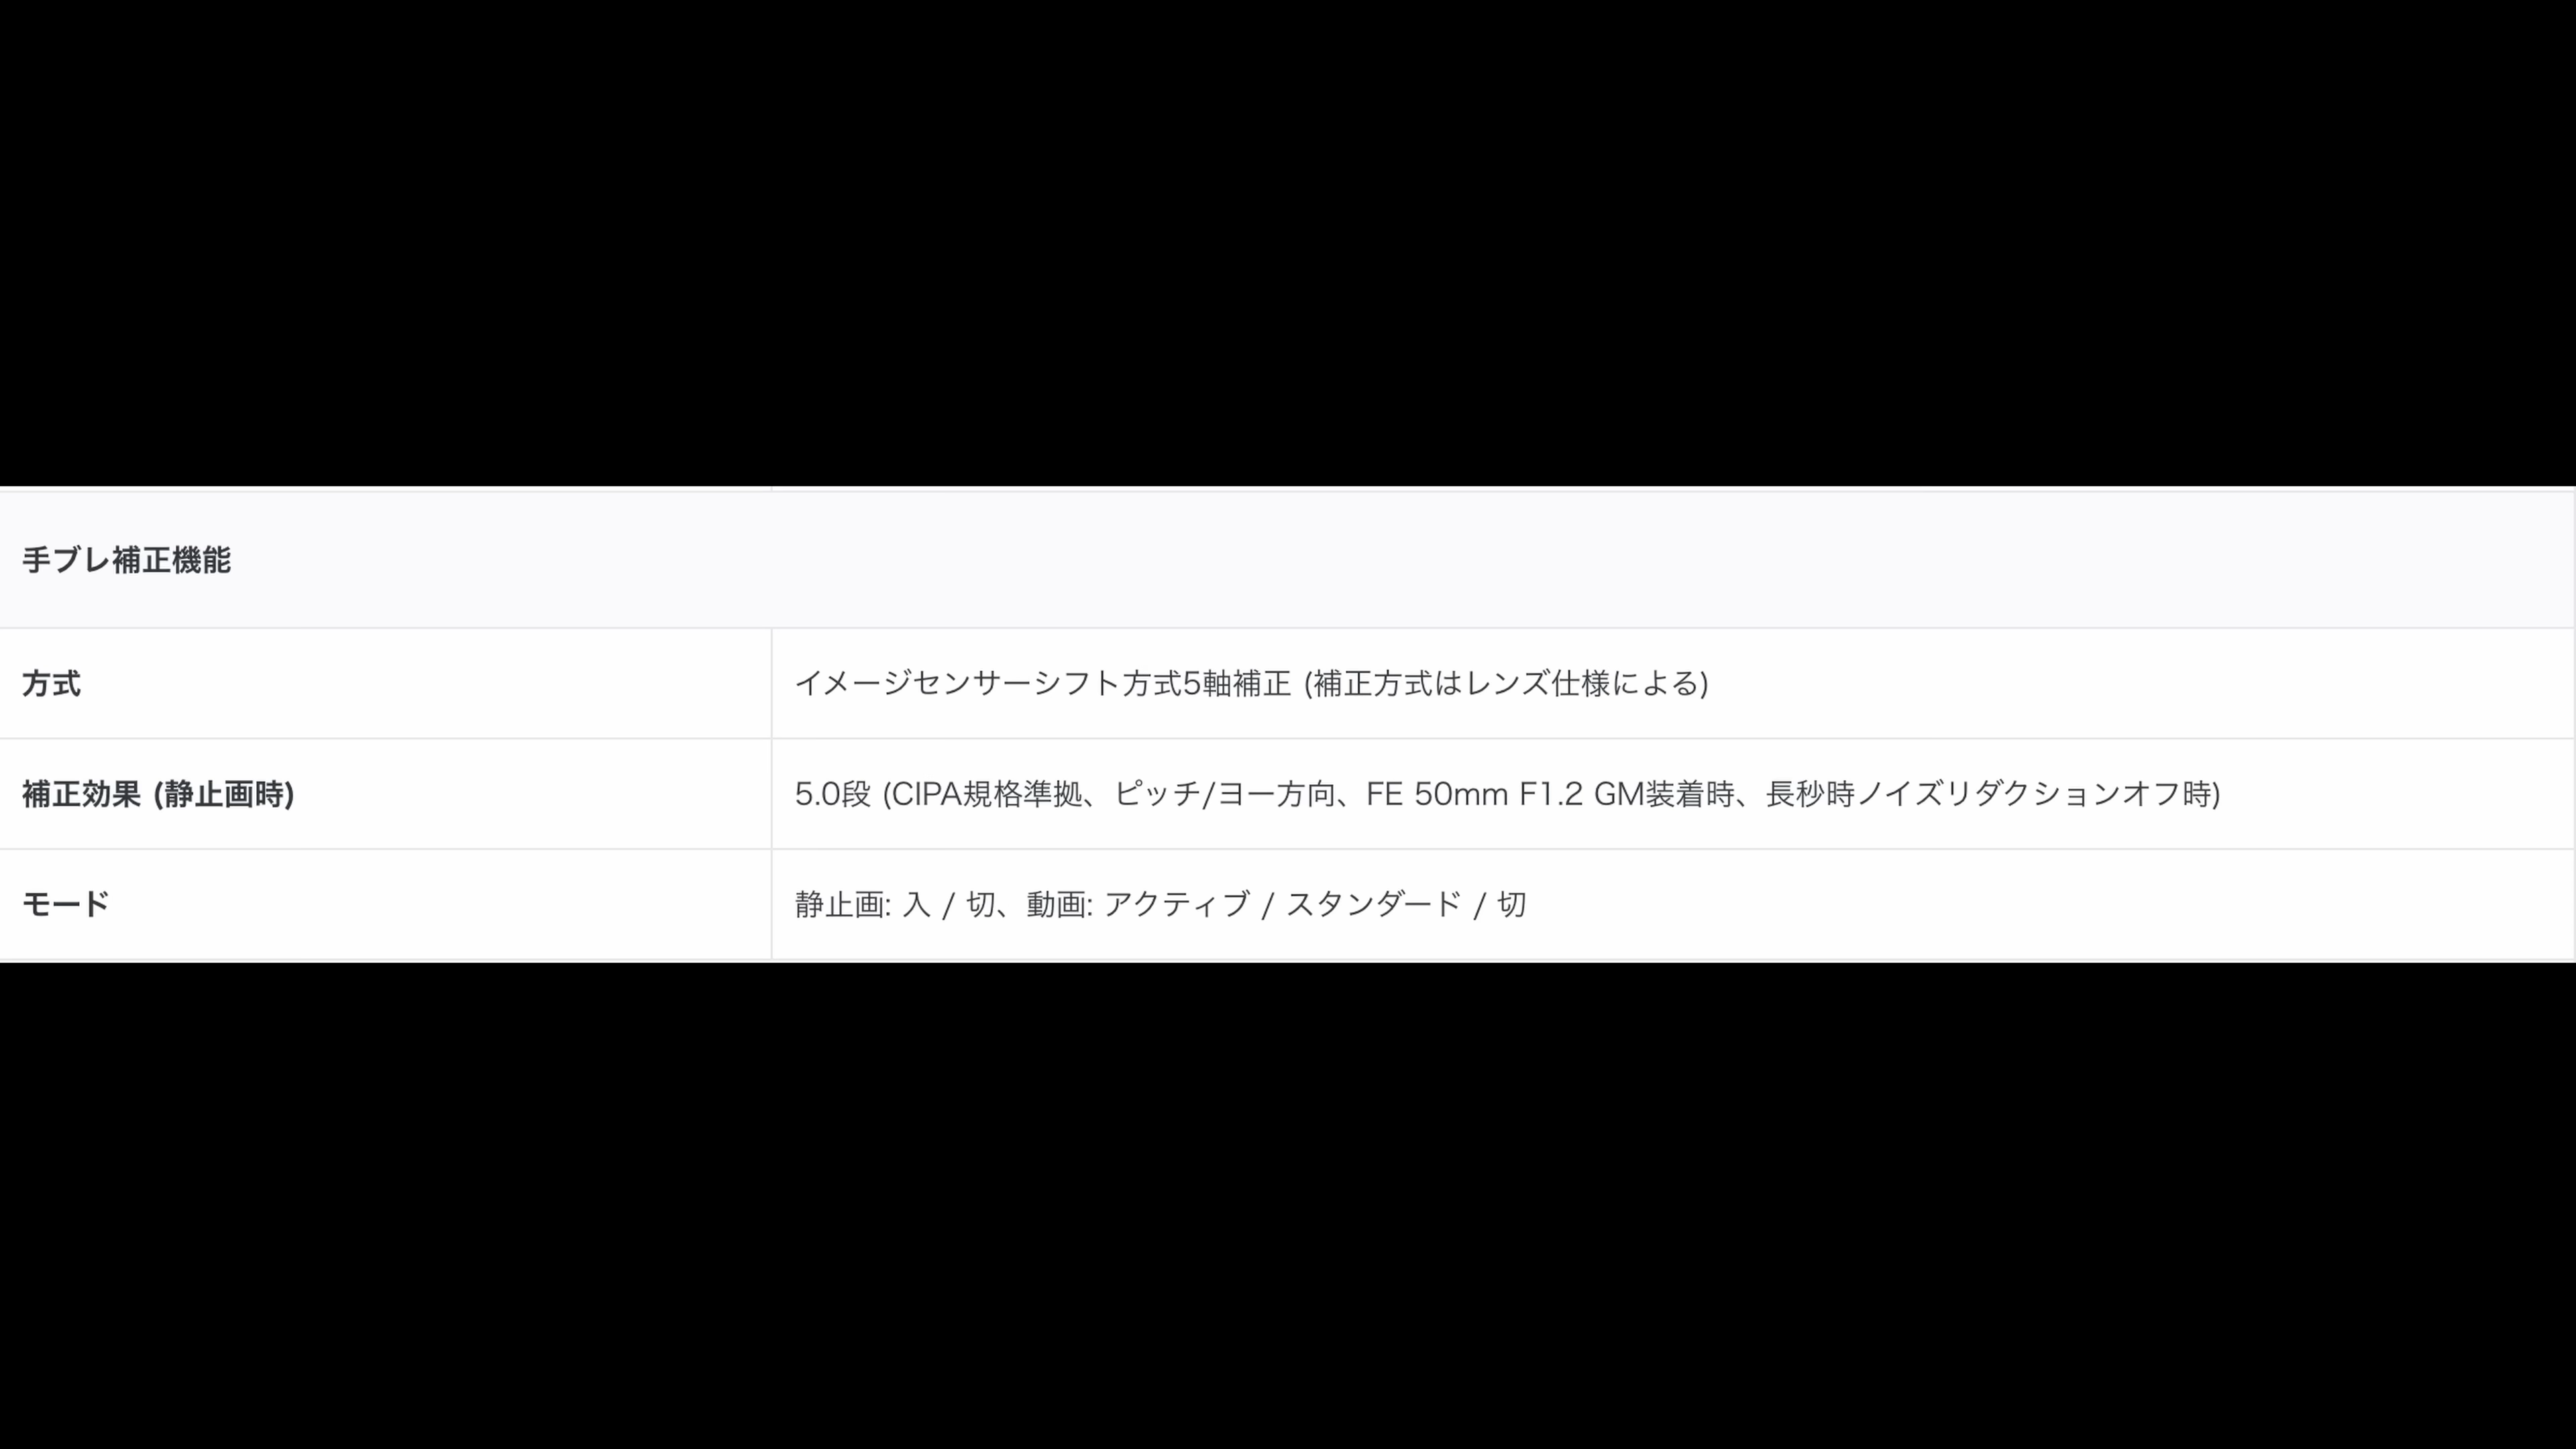 手ブレ補正機能
方式
イメージセンサーシフト方式5軸補正 (補正方式はレンズ仕様による)
補正効果 (静止画時)
5.0段 (CIPA規格準拠、ピッチ/ヨー方向、FE 50mm F1.2 GM装着時、長秒時ノイズリダクションオフ時)
モード
静止画: 入 / 切、動画: アクティブ / スタンダード / 切